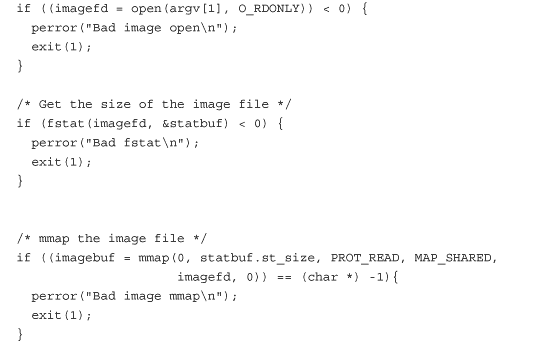 if ((imagefd = open(argv[1], O_RDONLY)) < 0) {
perror("Bad image open\n");
exit(1);
}
/* Get the size of the image file */
if (fstat(imagefd, &statbuf) < 0) {
perror("Bad fstat\n");
exit(1);
}
/* mmap the image file */
if ((imagebuf = mmap(0, statbuf.st_size, PROT_READ, MAP_SHARED,
imagefd, 0)) == (char *) -1){
perror("Bad image mmap\n");
exit(1);
}